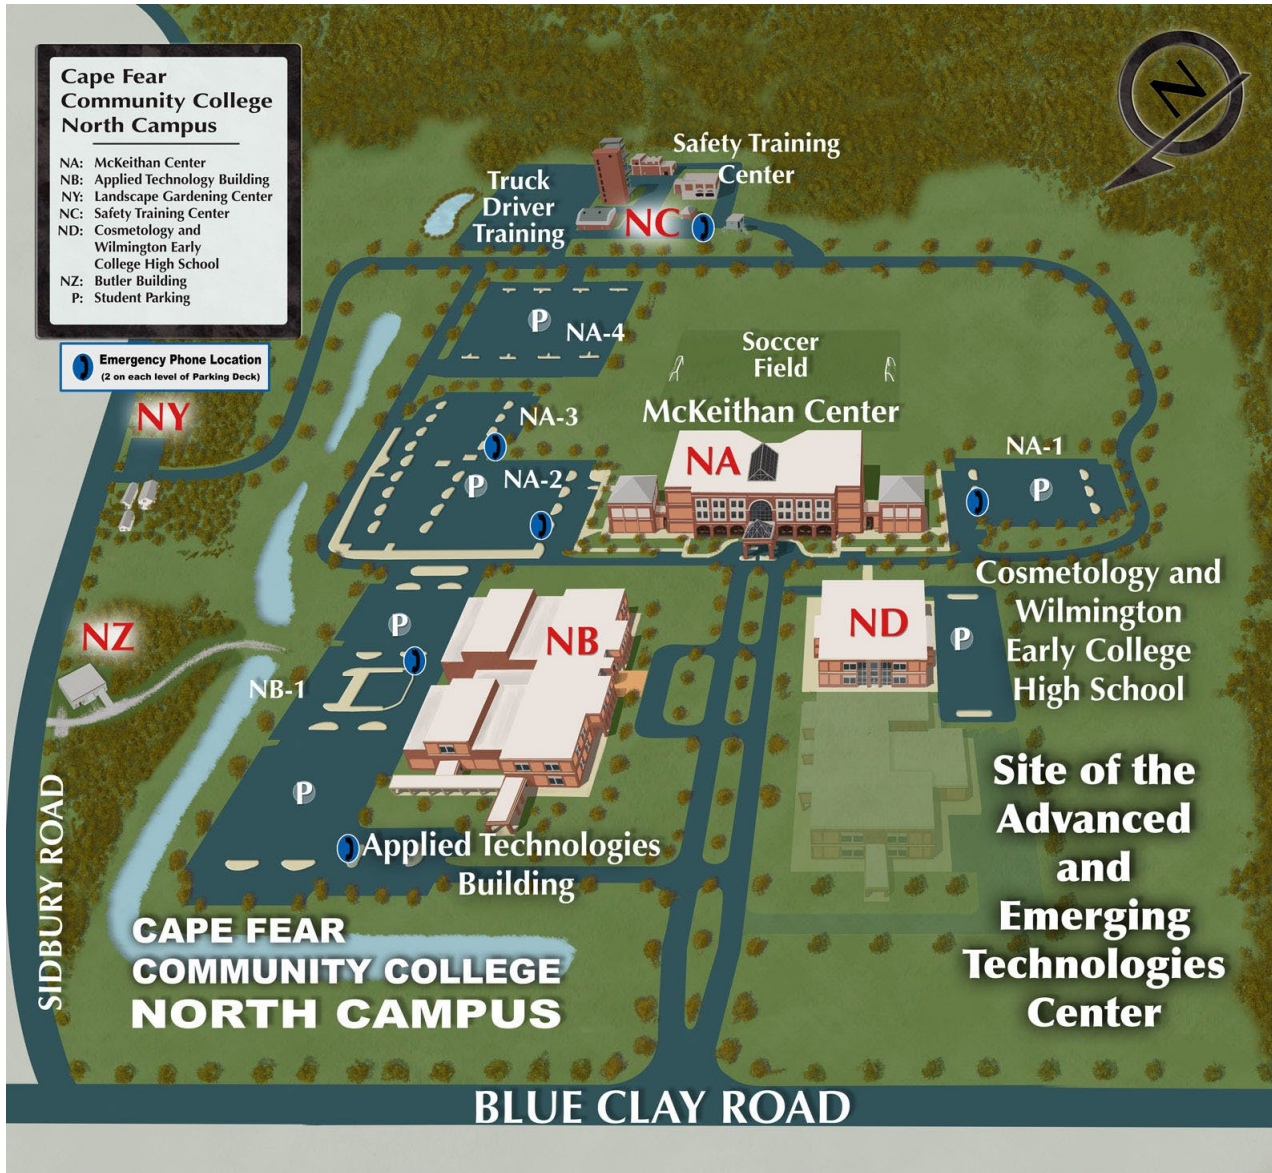 Cape Fear
Community College
North Campus
NA: McKeithan Center
NB: Applied Technology Building
NY: Landscape Gardening Center
NC: Safety Training Center
ND: Cosmetology and
Wilmington Early
College High School
NZ: Butler Building
P: Student Parking
Emergency Phone Location
(2 on each level of Parking Deck)
N
Safety Training
Center
Truck
Driver
Training
NC
P
NA-4
Soccer
Field
McKeithan Center
NY
NA-3
NA
NA-1
P
NA-2
P
Cosmetology and
Wilmington
Early College
High School
NZ
P
NB
ND
P
NB-1
P
Site of the
Advanced
and
Emerging
Technologies
Center
Applied Technologies
Building
SIDBURY ROAD
CAPE FEAR
COMMUNITY COLLEGE
NORTH CAMPUS
BLUE CLAY ROAD